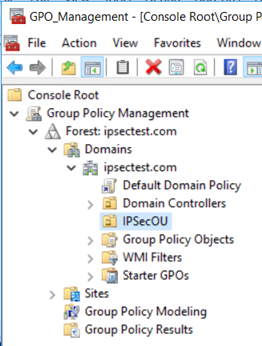 GPO_Management - [Console Root\Group P
File Action View Favorites Window
Console Root
Group Policy Management
Forest: ipsectest.com
Domains
ipsectest.com
Default Domain Policy
Domain Controllers
IPSecOU
Group Policy Objects
WMI Filters
Starter GPOs
Sites
Group Policy Modeling
Group Policy Results